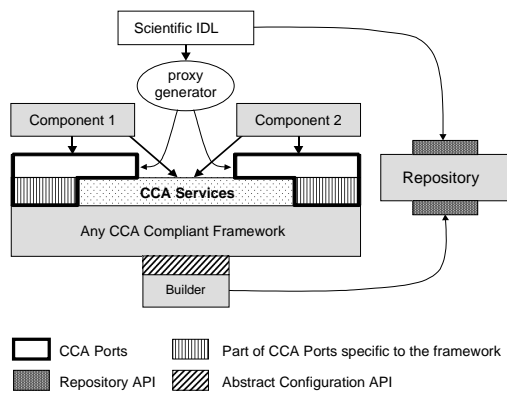 Scientific IDL
proxy
generator
Component 1
Component 2
CCA Services
Repository
Any CCA Compliant Framework
Builder
CCA Ports
Part of CCA Ports specific to the framework
Repository API
Abstract Configuration API